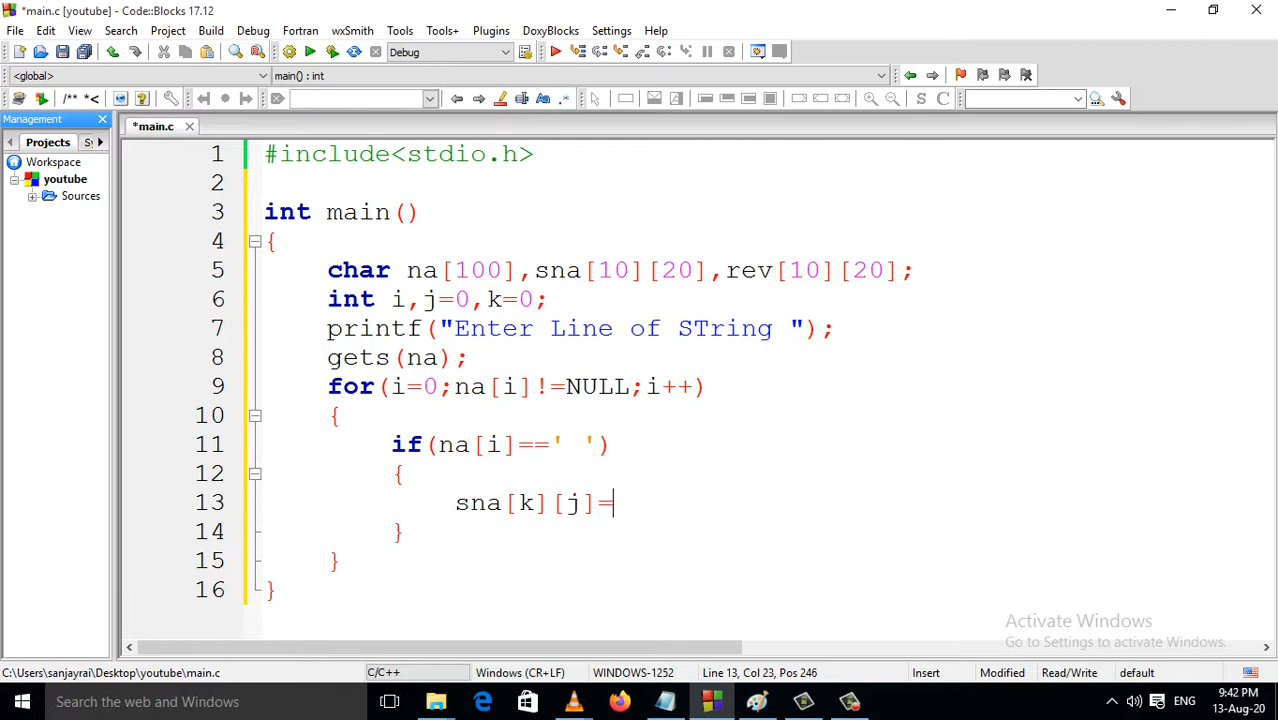 *main.c [youtube] - Code::Blocks 17.12
File Edit View Search Project Build Debug Fortran wxSmith Tools Tools+ Plugins DoxyBlocks Settings Help
Debug
<global> main() : int
/** *<
S C
Management
*main.c
Projects Sy
Workspace
youtube
Sources
1 #include<stdio.h>
2
3 int main()
4 {
5 char na[100],sna[10][20],rev[10][20];
6 int i,j=0,k=0;
7 printf("Enter Line of STring ");
8 gets(na);
9 for(i=0;na[i]!=NULL;i++)
10 {
11 if(na[i]==' ')
12 {
13 sna[k][j]=
14 }
15 }
16 }
Activate Windows
Go to Settings to activate Windows.
C:\Users\sanjayrai\Desktop\youtube\main.c C/C++ Windows (CR+LF) WINDOWS-1252 Line 13, Col 23, Pos 246 Insert Modified Read/Write default
Search the web and Windows
ENG
9:42 PM
13-Aug-20